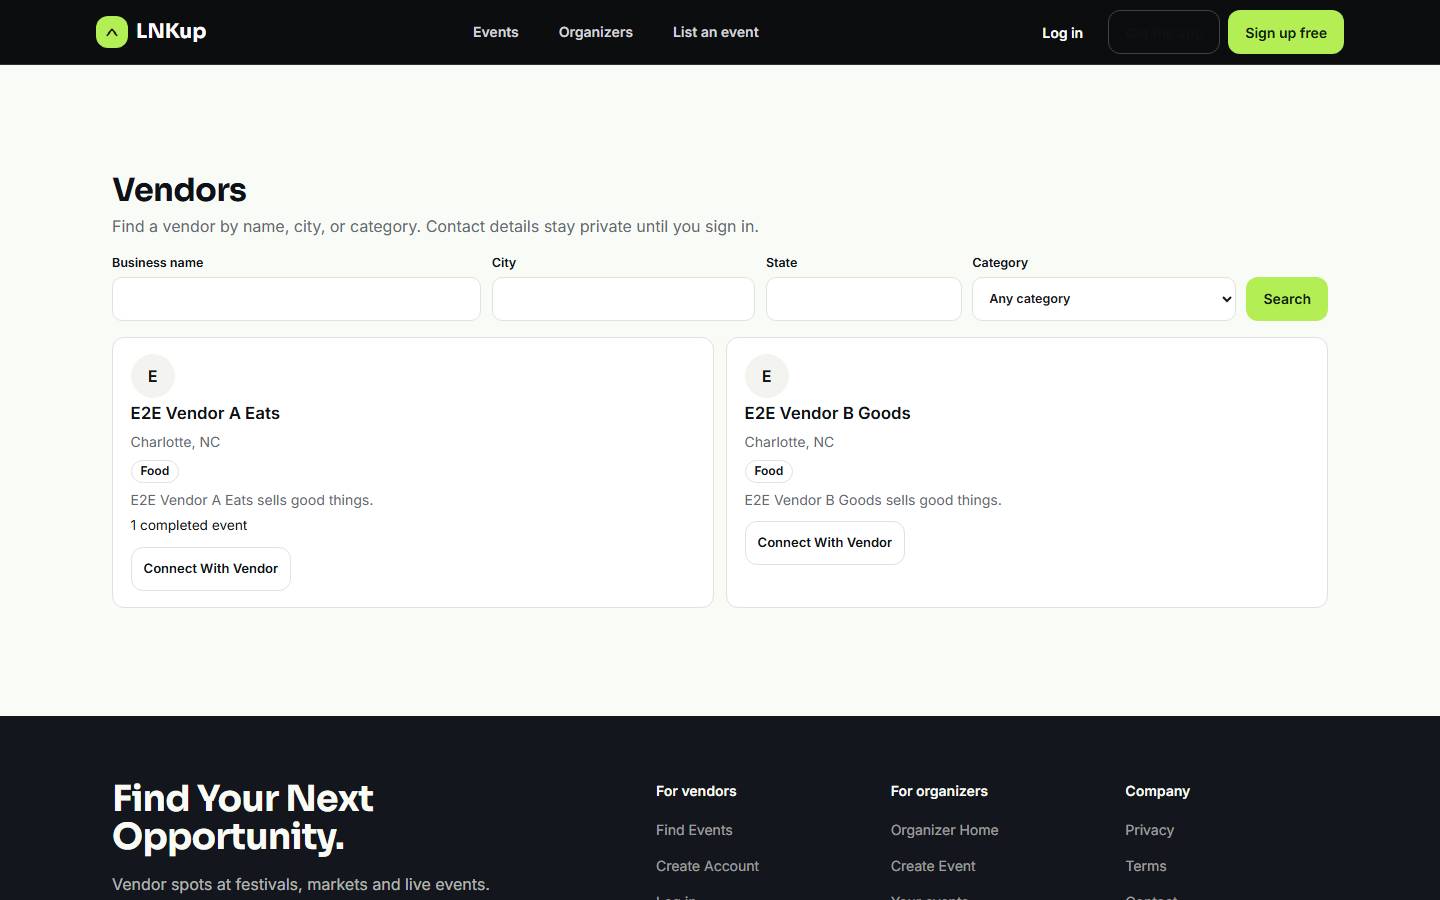 LNKup
Events
Organizers
List an event
Log in
Sign up free
Vendors
Find a vendor by name, city, or category. Contact details stay private until you sign in.
Business name
City
State
Category
Any category
Search
E
E2E Vendor A Eats
Charlotte, NC
Food
E2E Vendor A Eats sells good things.
1 completed event
Connect With Vendor
E
E2E Vendor B Goods
Charlotte, NC
Food
E2E Vendor B Goods sells good things.
Connect With Vendor
Find Your Next
Opportunity.
Vendor spots at festivals, markets and live events.
For vendors
Find Events
Create Account
For organizers
Organizer Home
Create Event
Company
Privacy
Terms